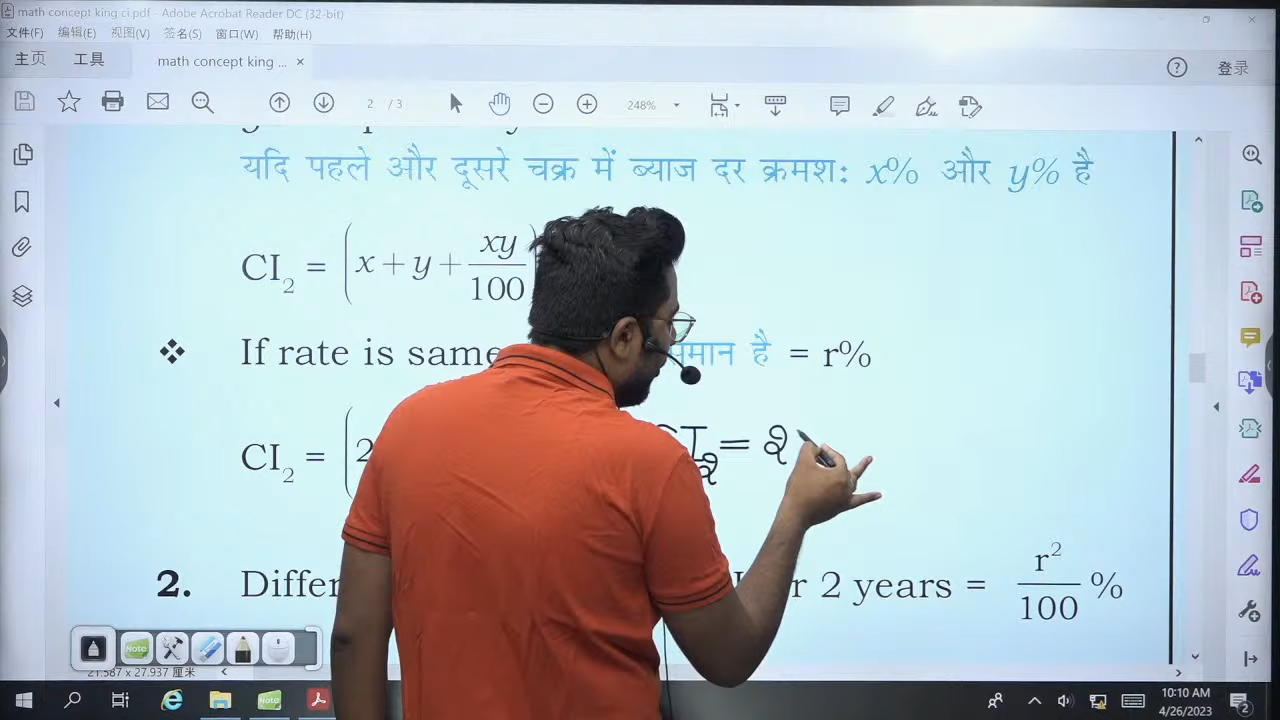 math concept king ci.pdf - Adobe Acrobat Reader DC (32-bit)
文件(F) 编辑(E) 视图(V) 签名(S) 窗口(W) 帮助(H)
主页 工具 math concept king ... × ? 登录
2 / 3 248%
यदि पहले और दूसरे चक्र में ब्याज दर क्रमशः x% और y% है
CI₂ = (x + y + xy/100
❖ If rate is same समान है = r%
CI₂ = (2 = 2
2. Differ r 2 years = r²/100 %
Note
21.587 x 27.937 厘米
Note 10:10 AM
4/26/2023 2